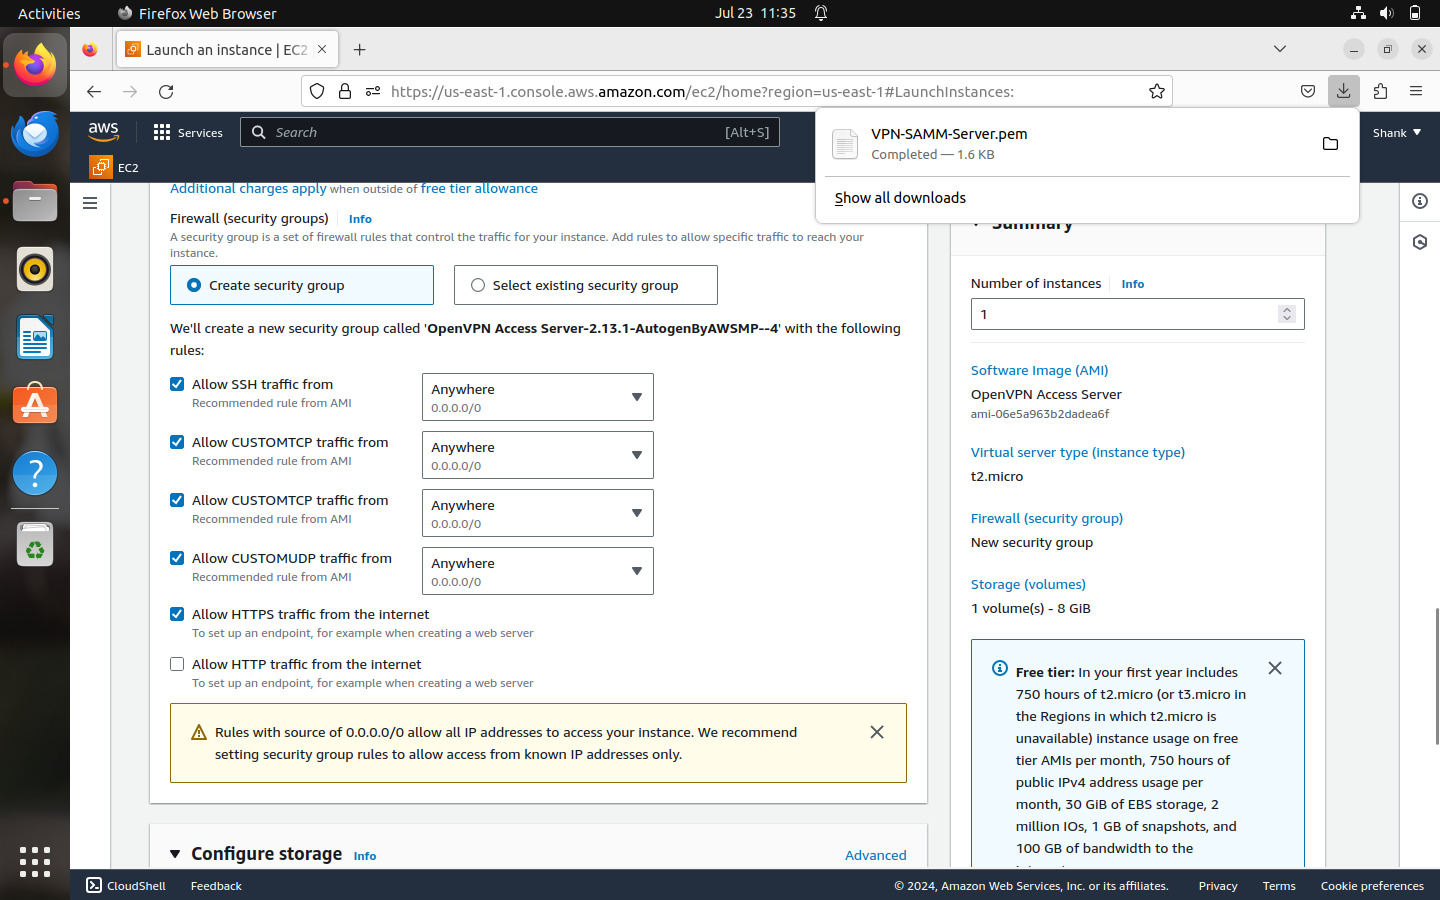 Activities
Firefox Web Browser
Jul 23 11:35
Launch an instance | EC2
https://us-east-1.console.aws.amazon.com/ec2/home?region=us-east-1#LaunchInstances:
aws
Services
Search
[Alt+S]
Shank
EC2
VPN-SAMM-Server.pem
Completed — 1.6 KB
Show all downloads
Additional charges apply when outside of free tier allowance
Firewall (security groups)
Info
A security group is a set of firewall rules that control the traffic for your instance. Add rules to allow specific traffic to reach your
instance.
Create security group
Select existing security group
We'll create a new security group called 'OpenVPN Access Server-2.13.1-AutogenByAWSMP--4' with the following
rules:
Allow SSH traffic from
Recommended rule from AMI
Anywhere
0.0.0.0/0
Allow CUSTOMTCP traffic from
Recommended rule from AMI
Anywhere
0.0.0.0/0
Allow CUSTOMTCP traffic from
Recommended rule from AMI
Anywhere
0.0.0.0/0
Allow CUSTOMUDP traffic from
Recommended rule from AMI
Anywhere
0.0.0.0/0
Allow HTTPS traffic from the internet
To set up an endpoint, for example when creating a web server
Allow HTTP traffic from the internet
To set up an endpoint, for example when creating a web server
Rules with source of 0.0.0.0/0 allow all IP addresses to access your instance. We recommend
setting security group rules to allow access from known IP addresses only.
Configure storage
Info
Advanced
Summary
Number of instances
Info
1
Software Image (AMI)
OpenVPN Access Server
ami-06e5a963b2dadea6f
Virtual server type (instance type)
t2.micro
Firewall (security group)
New security group
Storage (volumes)
1 volume(s) - 8 GiB
Free tier: In your first year includes
750 hours of t2.micro (or t3.micro in
the Regions in which t2.micro is
unavailable) instance usage on free
tier AMIs per month, 750 hours of
public IPv4 address usage per
month, 30 GiB of EBS storage, 2
million IOs, 1 GB of snapshots, and
100 GB of bandwidth to the
CloudShell
Feedback
© 2024, Amazon Web Services, Inc. or its affiliates.
Privacy
Terms
Cookie preferences